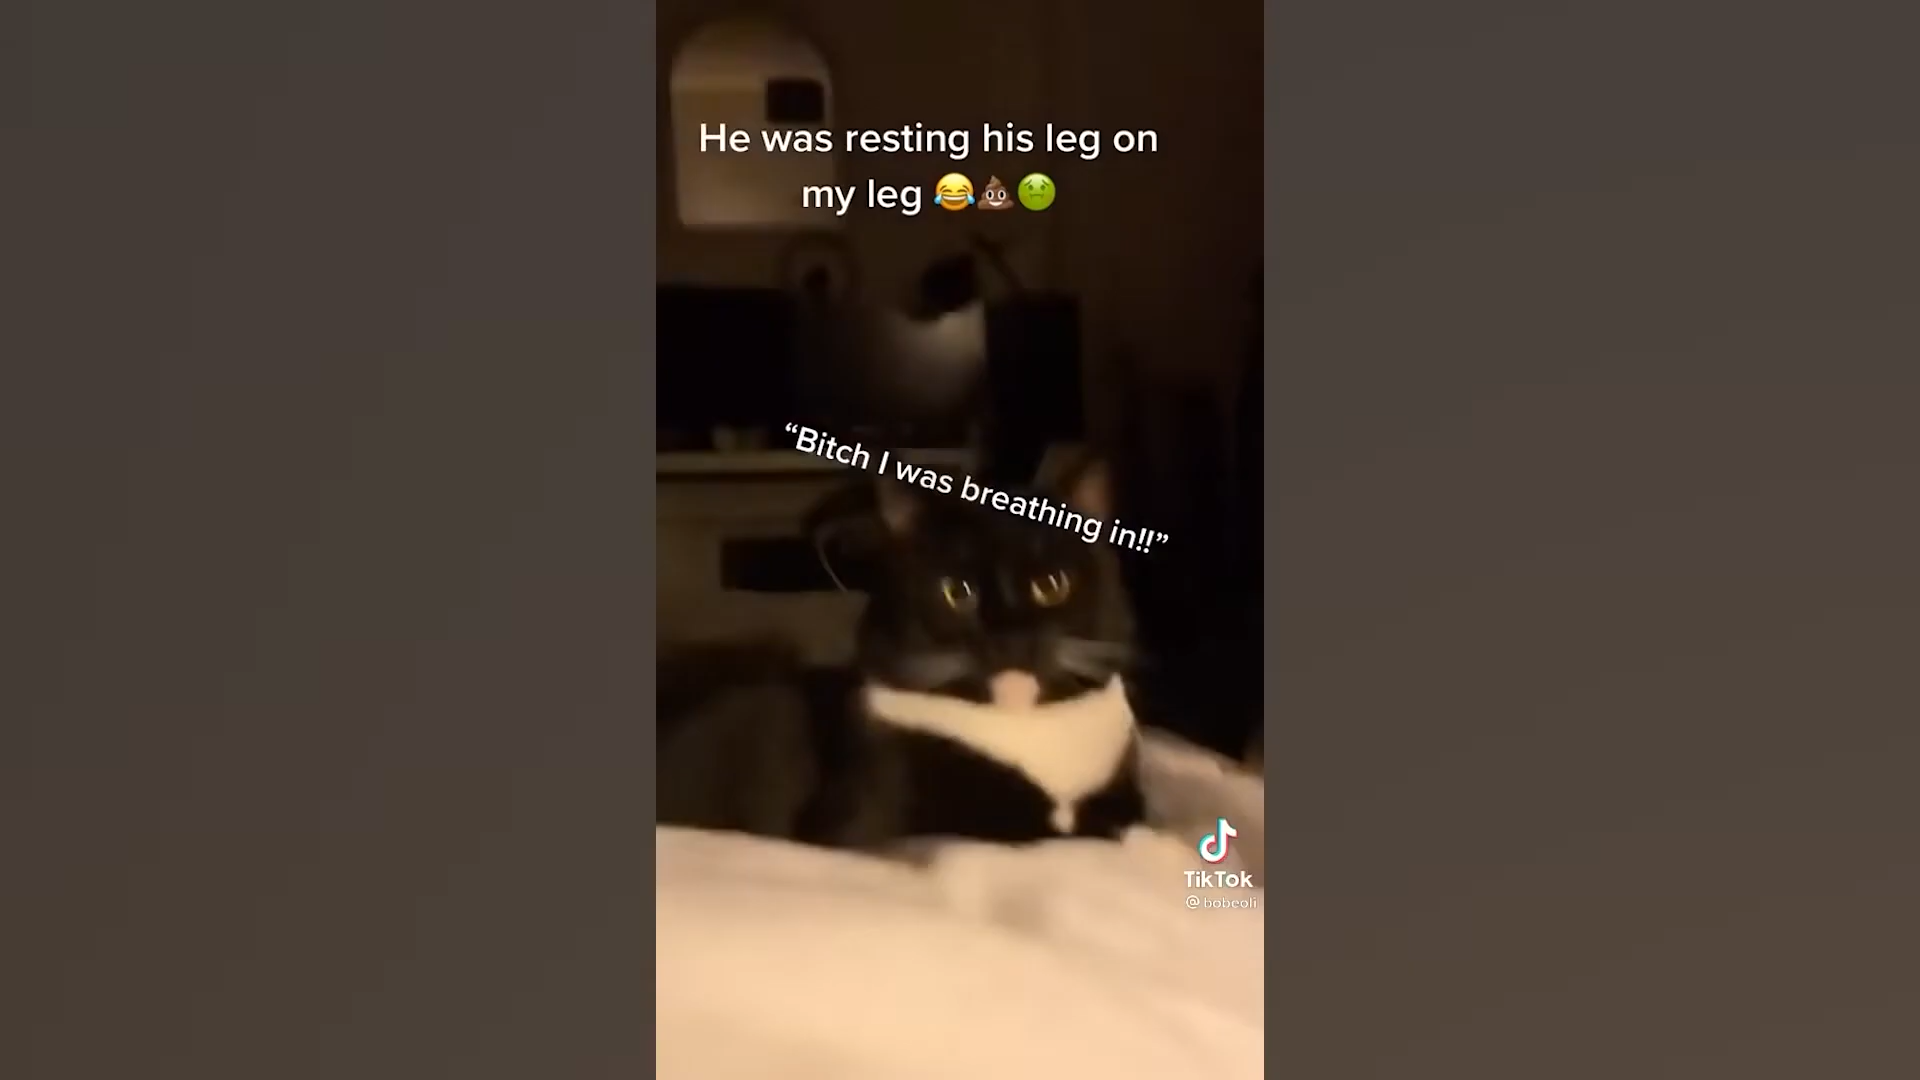 He was resting his leg on
my leg 😂💩🤢
“Bitch I was breathing in!!”
TikTok
@bobeoli